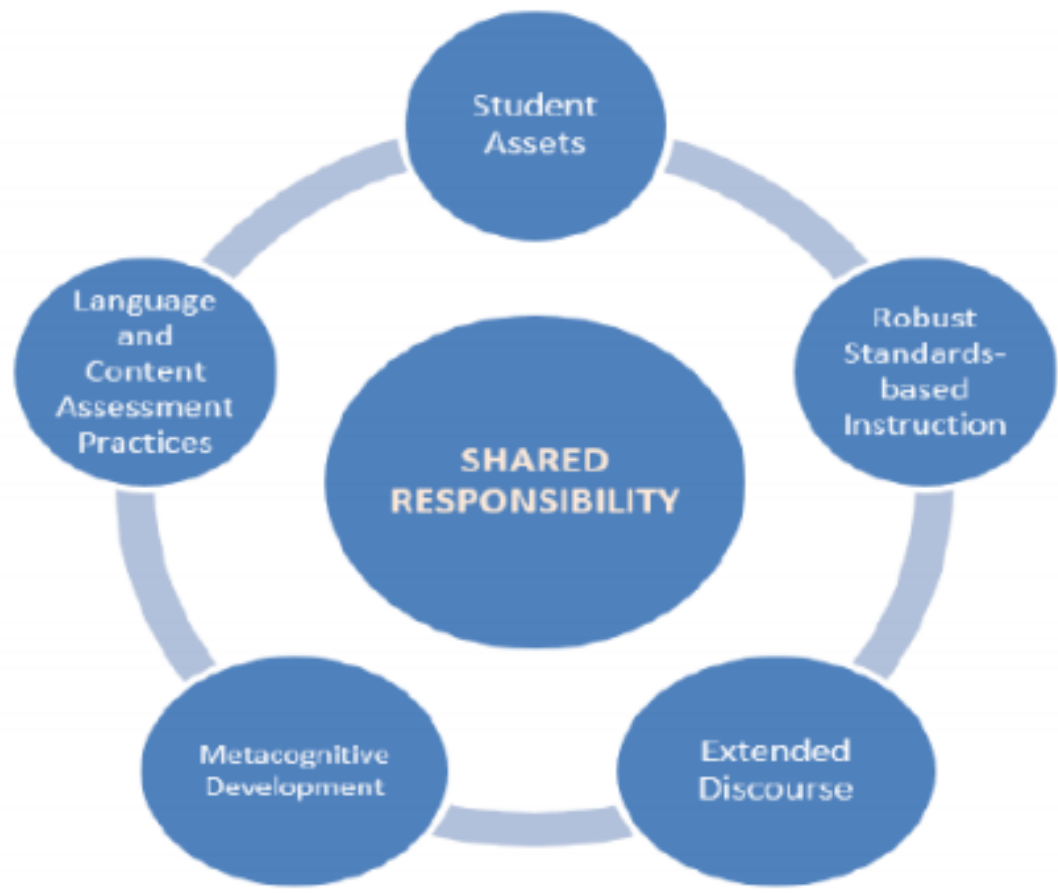 Student
Assets
Robust
Standards-
based
Instruction
Extended
Discourse
Metacognitive
Development
Language
and
Content
Assessment
Practices
SHARED
RESPONSIBILITY